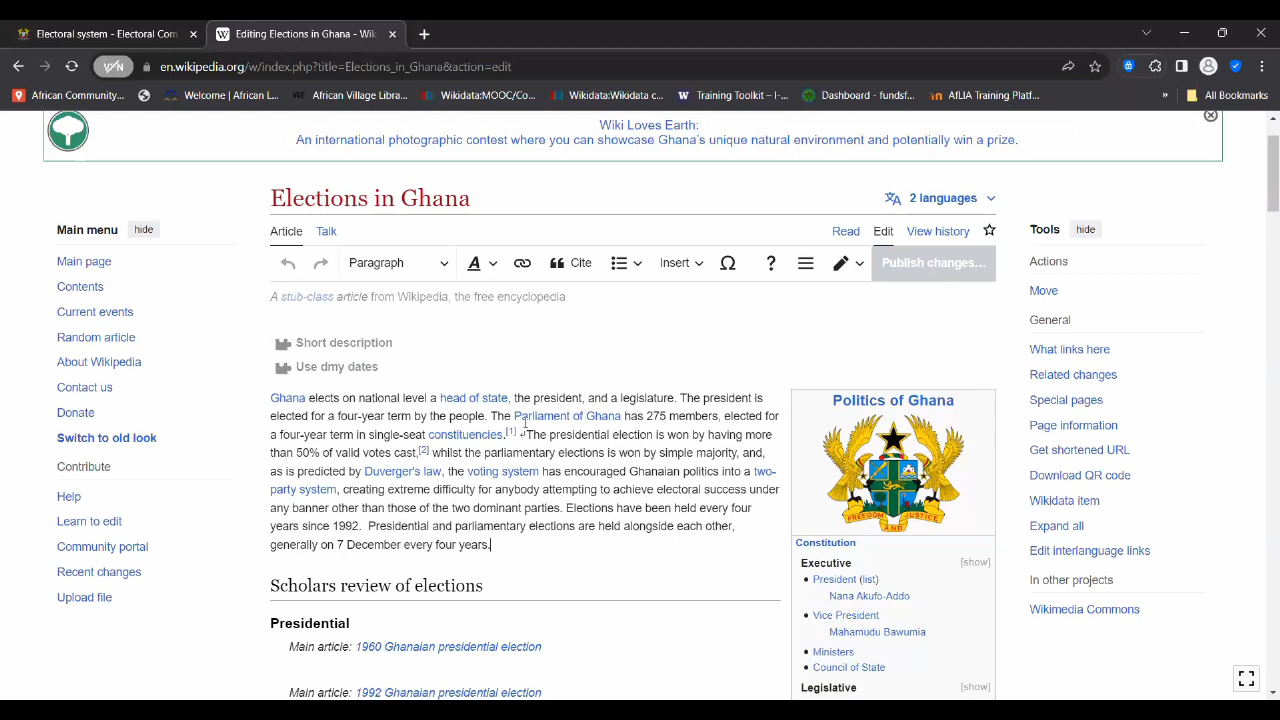 Electoral system - Electoral Com
Editing Elections in Ghana - Wik
en.wikipedia.org/w/index.php?title=Elections_in_Ghana&action=edit
African Community...
Welcome | African L...
African Village Libra...
Wikidata:MOOC/Co...
Wikidata:Wikidata c...
Training Toolkit – I-...
Dashboard - fundsf...
AfLIA Training Platf...
»
All Bookmarks
Wiki Loves Earth:
An international photographic contest where you can showcase Ghana's unique natural environment and potentially win a prize.
Elections in Ghana
2 languages
Main menu hide
Main page
Contents
Current events
Random article
About Wikipedia
Contact us
Donate
Switch to old look
Contribute
Help
Learn to edit
Community portal
Recent changes
Upload file
Article Talk
Read Edit View history
Paragraph A Cite Insert Ω ? Publish changes...
A stub-class article from Wikipedia, the free encyclopedia
Short description
Use dmy dates
Ghana elects on national level a head of state, the president, and a legislature. The president is
elected for a four-year term by the people. The Parliament of Ghana has 275 members, elected for
a four-year term in single-seat constituencies.[1] ↲The presidential election is won by having more
than 50% of valid votes cast,[2] whilst the parliamentary elections is won by simple majority, and,
as is predicted by Duverger's law, the voting system has encouraged Ghanaian politics into a two-
party system, creating extreme difficulty for anybody attempting to achieve electoral success under
any banner other than those of the two dominant parties. Elections have been held every four
years since 1992.  Presidential and parliamentary elections are held alongside each other,
generally on 7 December every four years.
Scholars review of elections
Presidential
Main article: 1960 Ghanaian presidential election
Main article: 1992 Ghanaian presidential election
Politics of Ghana
FREEDOM AND JUSTICE
Constitution
Executive [show]
President (list)
Nana Akufo-Addo
Vice President
Mahamudu Bawumia
Ministers
Council of State
Legislative [show]
Tools hide
Actions
Move
General
What links here
Related changes
Special pages
Page information
Get shortened URL
Download QR code
Wikidata item
Expand all
Edit interlanguage links
In other projects
Wikimedia Commons